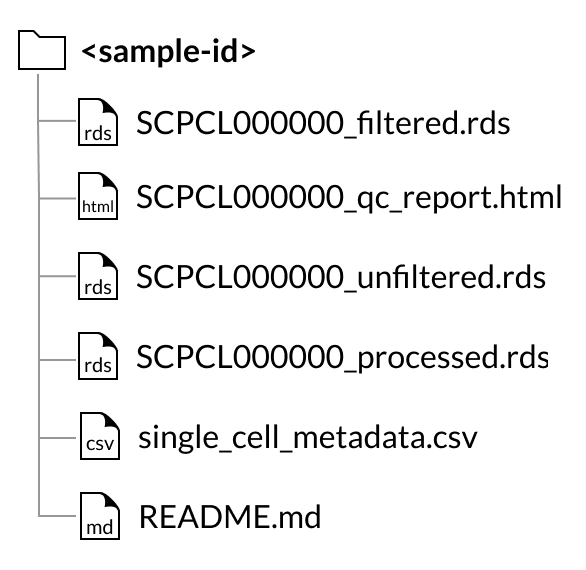 <sample-id>
rds SCPCL000000_filtered.rds
html SCPCL000000_qc_report.html
rds SCPCL000000_unfiltered.rds
rds SCPCL000000_processed.rds
csv single_cell_metadata.csv
md README.md